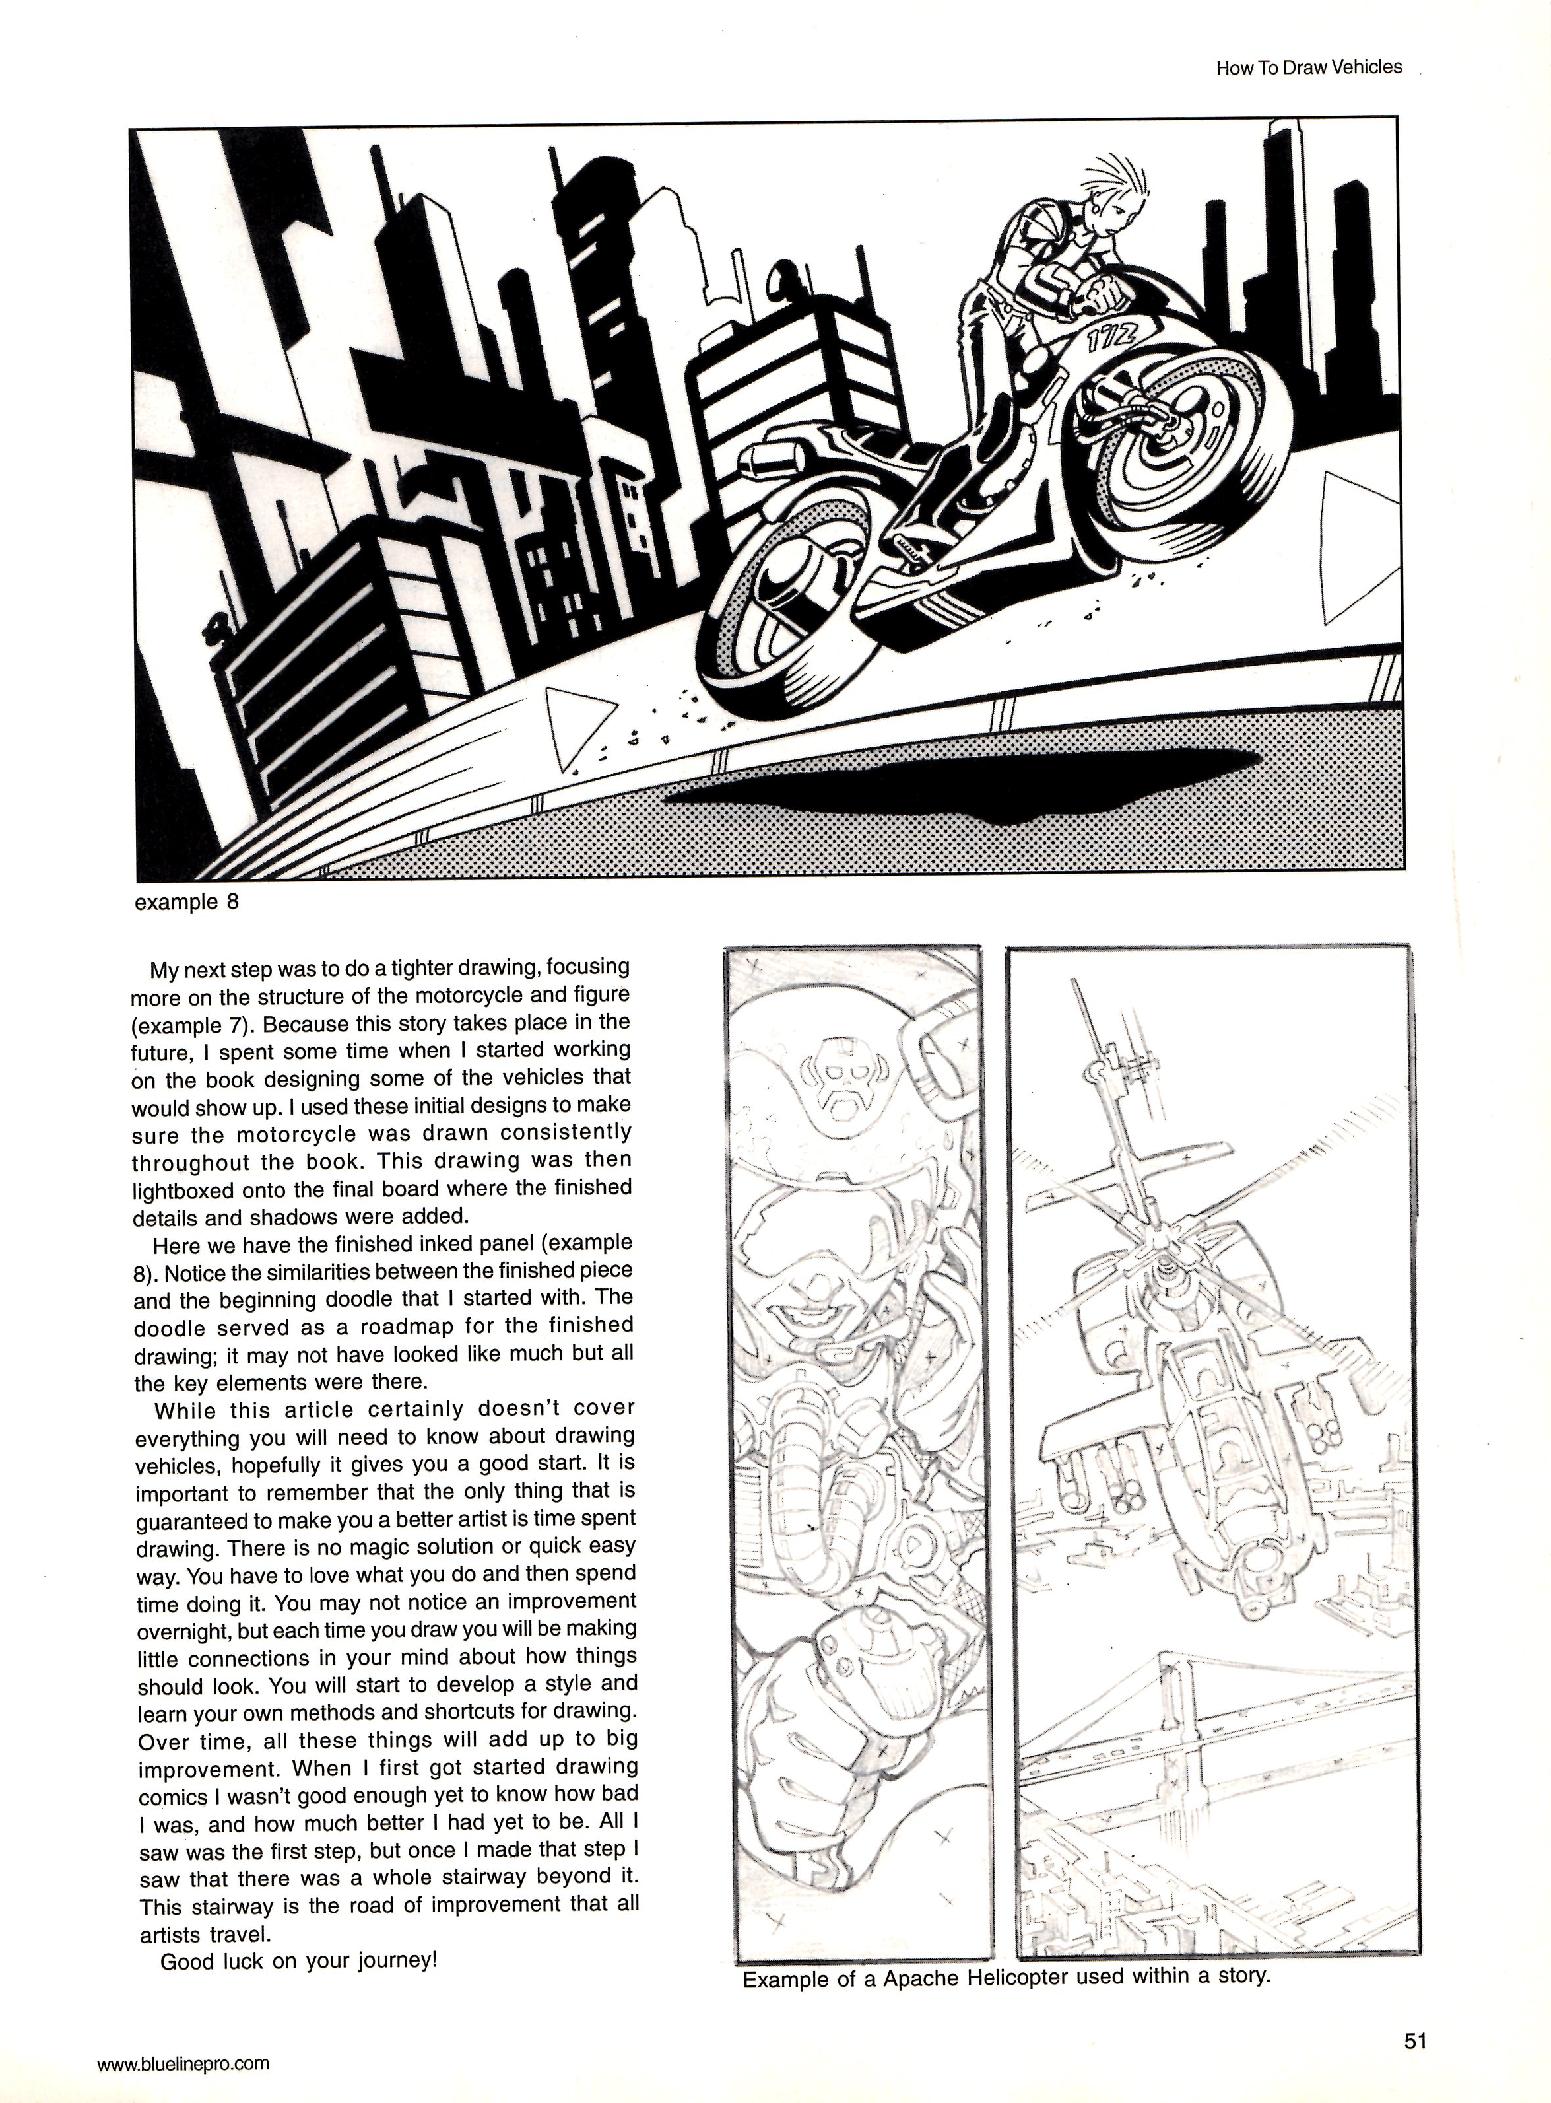 How To Draw Vehicles
172
example 8
My next step was to do a tighter drawing, focusing
more on the structure of the motorcycle and figure
(example 7). Because this story takes place in the
future, I spent some time when I started working
on the book designing some of the vehicles that
would show up. I used these initial designs to make
sure the motorcycle was drawn consistently
throughout the book. This drawing was then
lightboxed onto the final board where the finished
details and shadows were added.
Here we have the finished inked panel (example
8). Notice the similarities between the finished piece
and the beginning doodle that I started with. The
doodle served as a roadmap for the finished
drawing; it may not have looked like much but all
the key elements were there.
While this article certainly doesn't cover
everything you will need to know about drawing
vehicles, hopefully it gives you a good start. It is
important to remember that the only thing that is
guaranteed to make you a better artist is time spent
drawing. There is no magic solution or quick easy
way. You have to love what you do and then spend
time doing it. You may not notice an improvement
overnight, but each time you draw you will be making
little connections in your mind about how things
should look. You will start to develop a style and
learn your own methods and shortcuts for drawing.
Over time, all these things will add up to big
improvement. When I first got started drawing
comics I wasn't good enough yet to know how bad
I was, and how much better I had yet to be. All I
saw was the first step, but once I made that step I
saw that there was a whole stairway beyond it.
This stairway is the road of improvement that all
artists travel.
Good luck on your journey!
Example of a Apache Helicopter used within a story.
51
www.bluelinepro.com